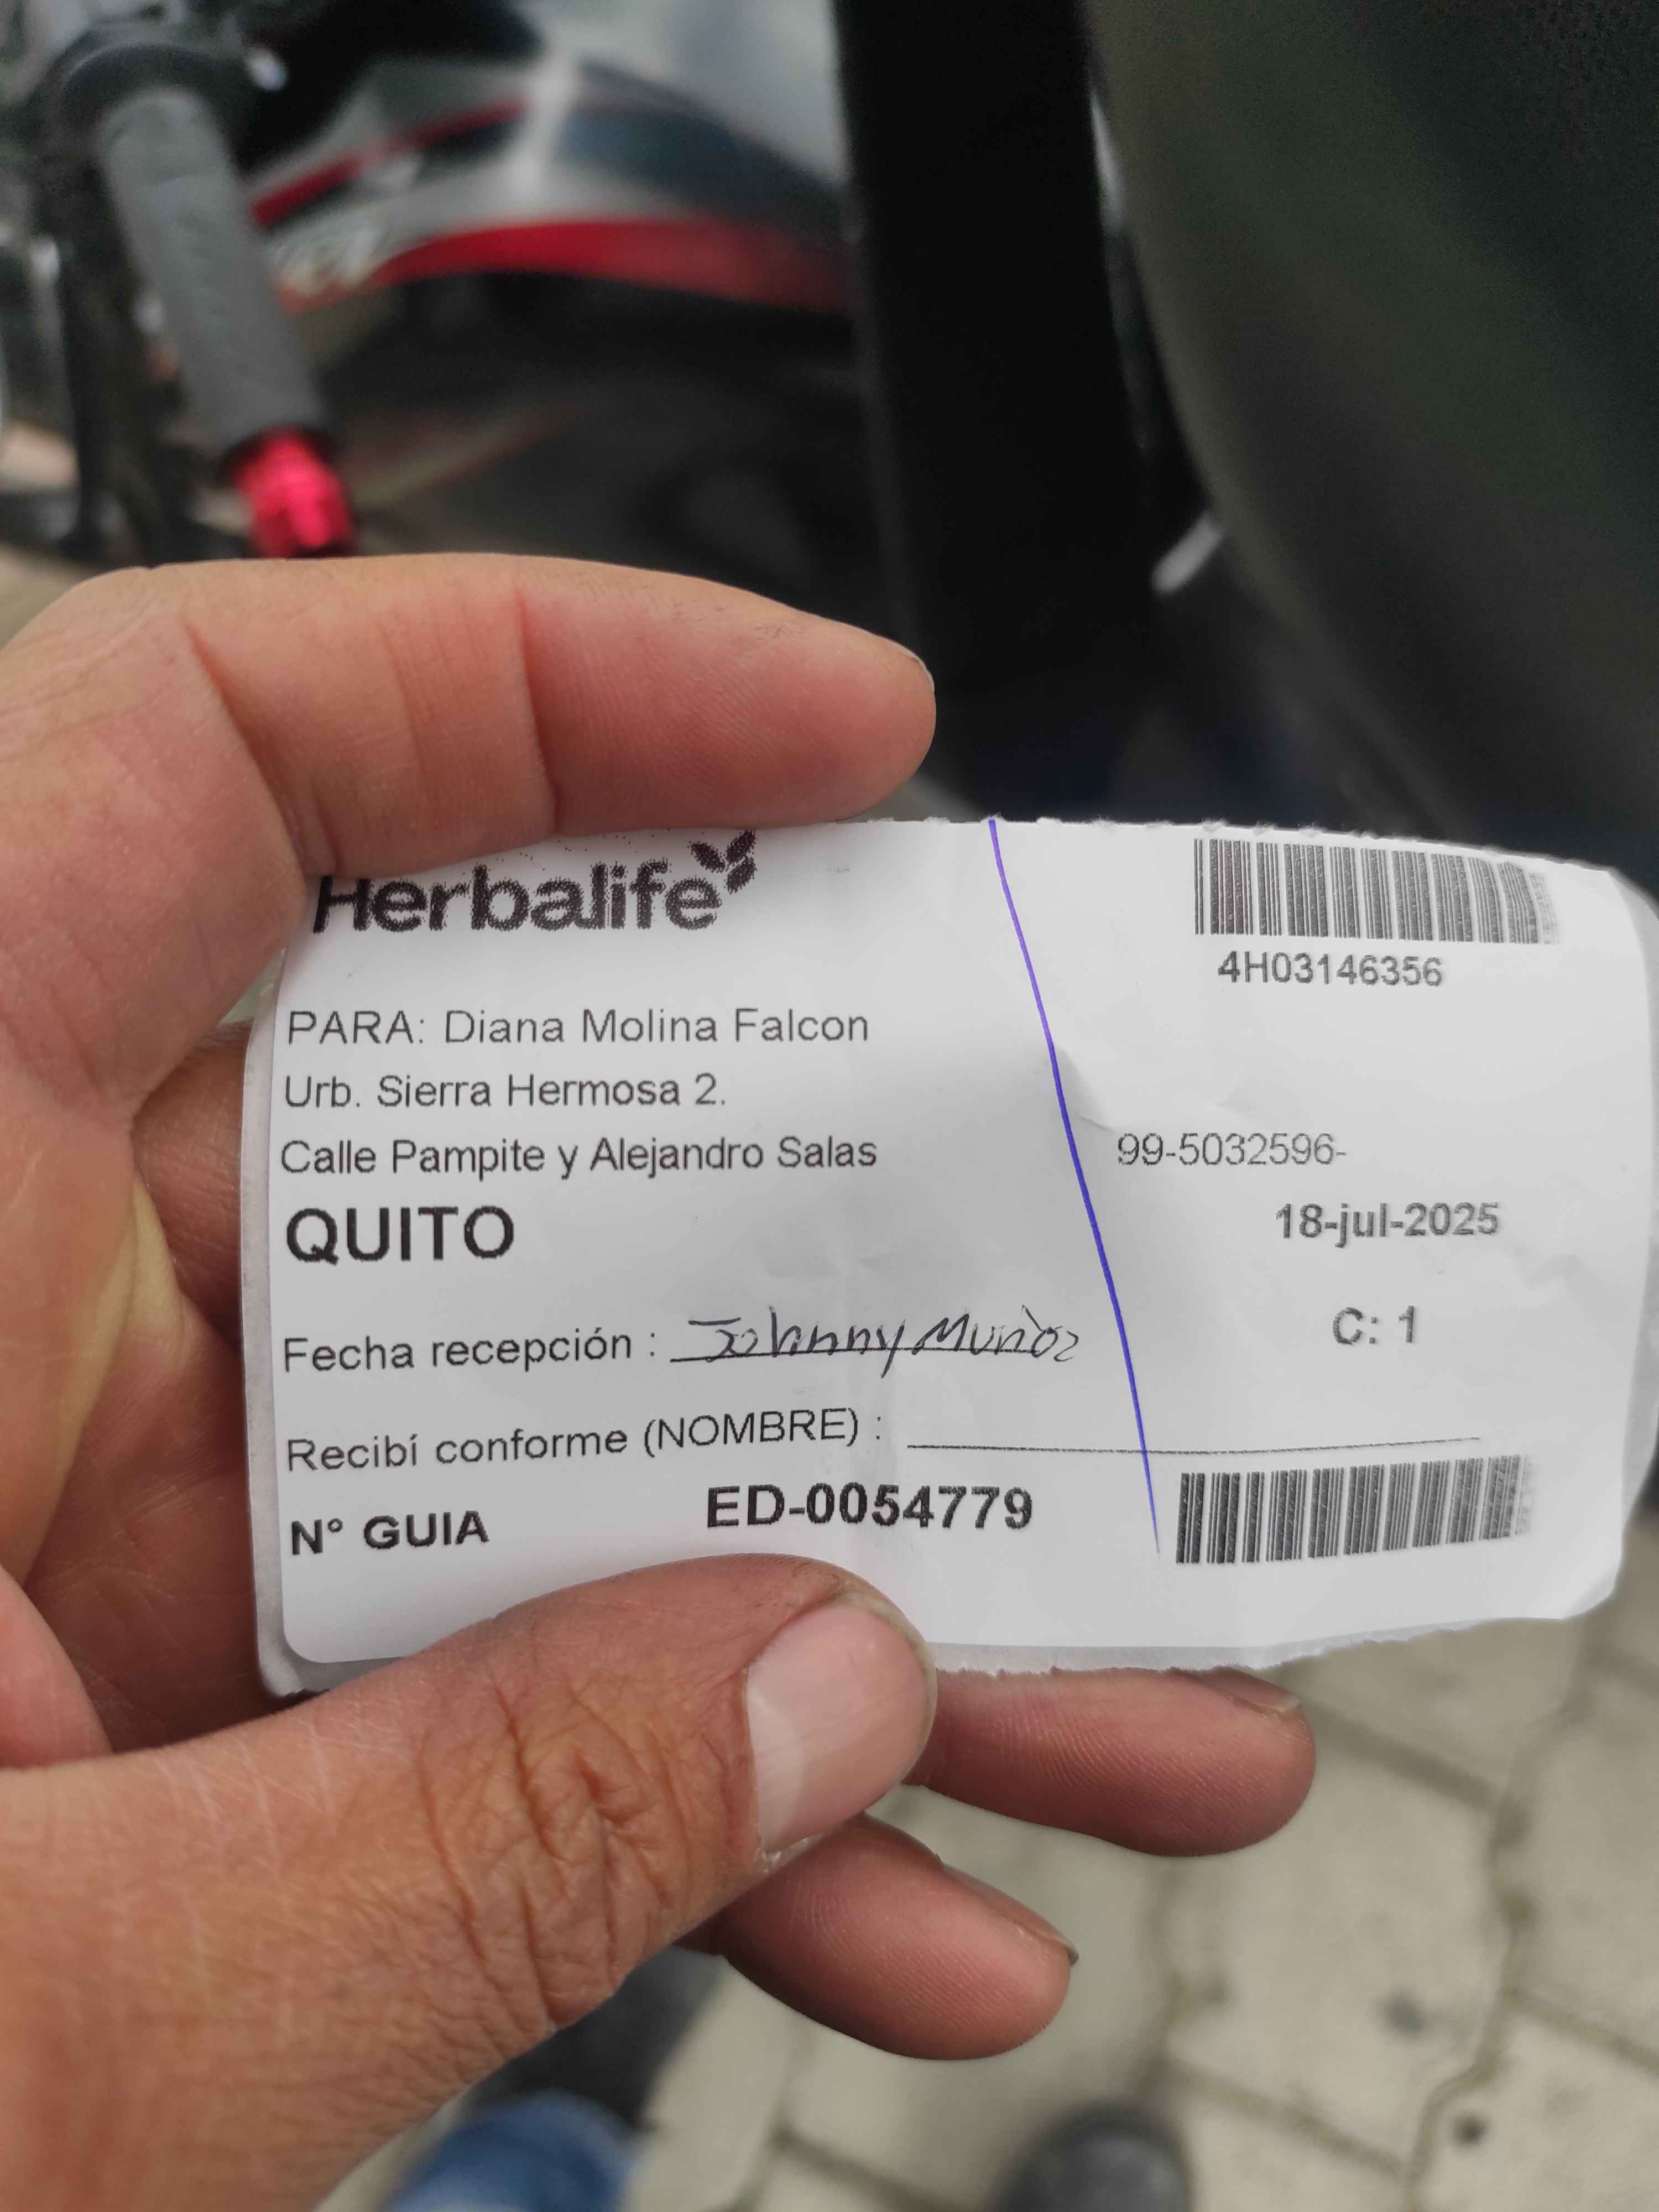 Herbalife
4H03146356
PARA: Diana Molina Falcon
Urb. Sierra Hermosa 2.
Calle Pampite y Alejandro Salas
99-5032596-
QUITO
18-jul-2025
Fecha recepción : Johnny Muñoz
C: 1
Recibí conforme (NOMBRE) :
N° GUIA ED-0054779